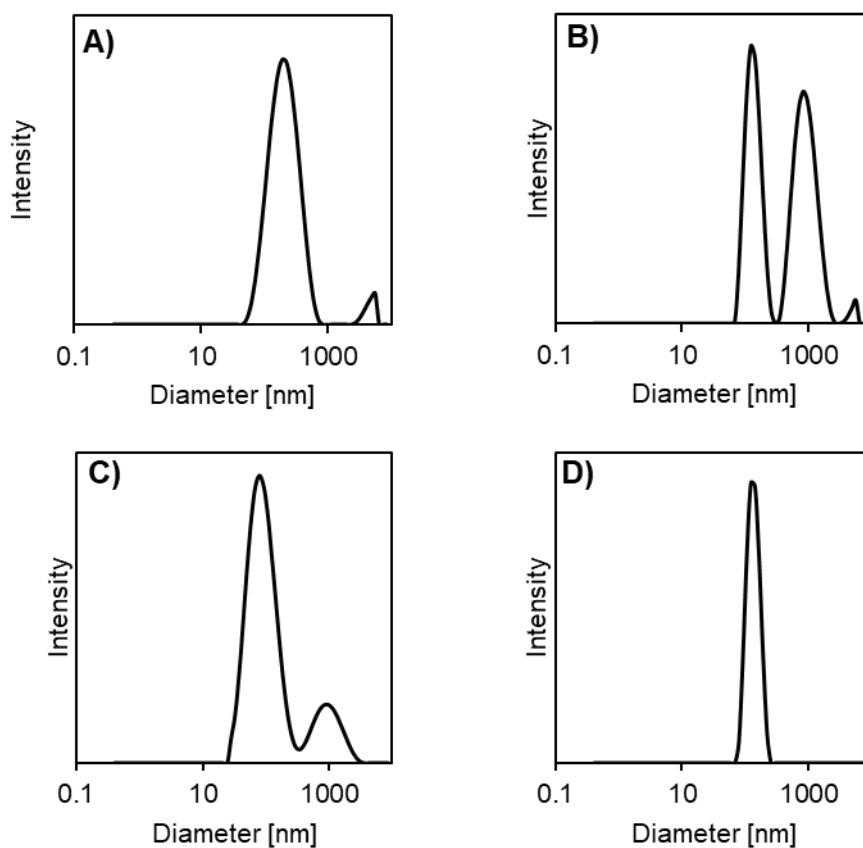 A)
Intensity
0.1 10 1000
Diameter [nm]
B)
Intensity
0.1 10 1000
Diameter [nm]
C)
Intensity
0.1 10 1000
Diameter [nm]
D)
Intensity
0.1 10 1000
Diameter [nm]